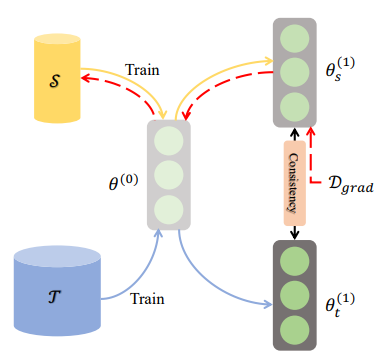 𝒮
Train
θ_s^(1)
θ^(0)
Consistency
𝒟_grad
𝒯
Train
θ_t^(1)